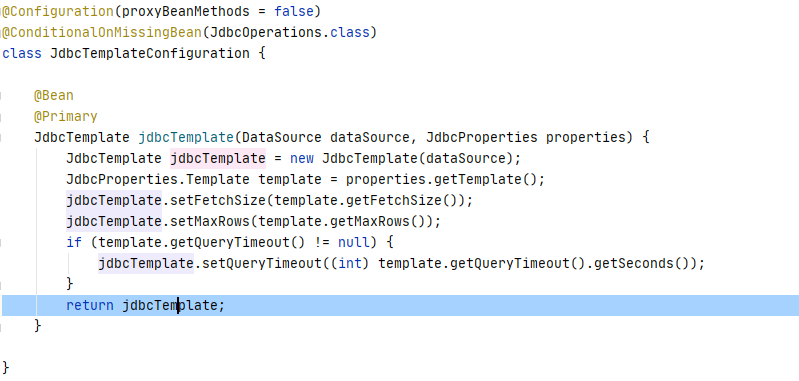 @Configuration(proxyBeanMethods = false)
@ConditionalOnMissingBean(JdbcOperations.class)
class JdbcTemplateConfiguration {
@Bean
@Primary
JdbcTemplate jdbcTemplate(DataSource dataSource, JdbcProperties properties) {
JdbcTemplate jdbcTemplate = new JdbcTemplate(dataSource);
JdbcProperties.Template template = properties.getTemplate();
jdbcTemplate.setFetchSize(template.getFetchSize());
jdbcTemplate.setMaxRows(template.getMaxRows());
if (template.getQueryTimeout() != null) {
jdbcTemplate.setQueryTimeout((int) template.getQueryTimeout().getSeconds());
}
return jdbcTemplate;
}
}